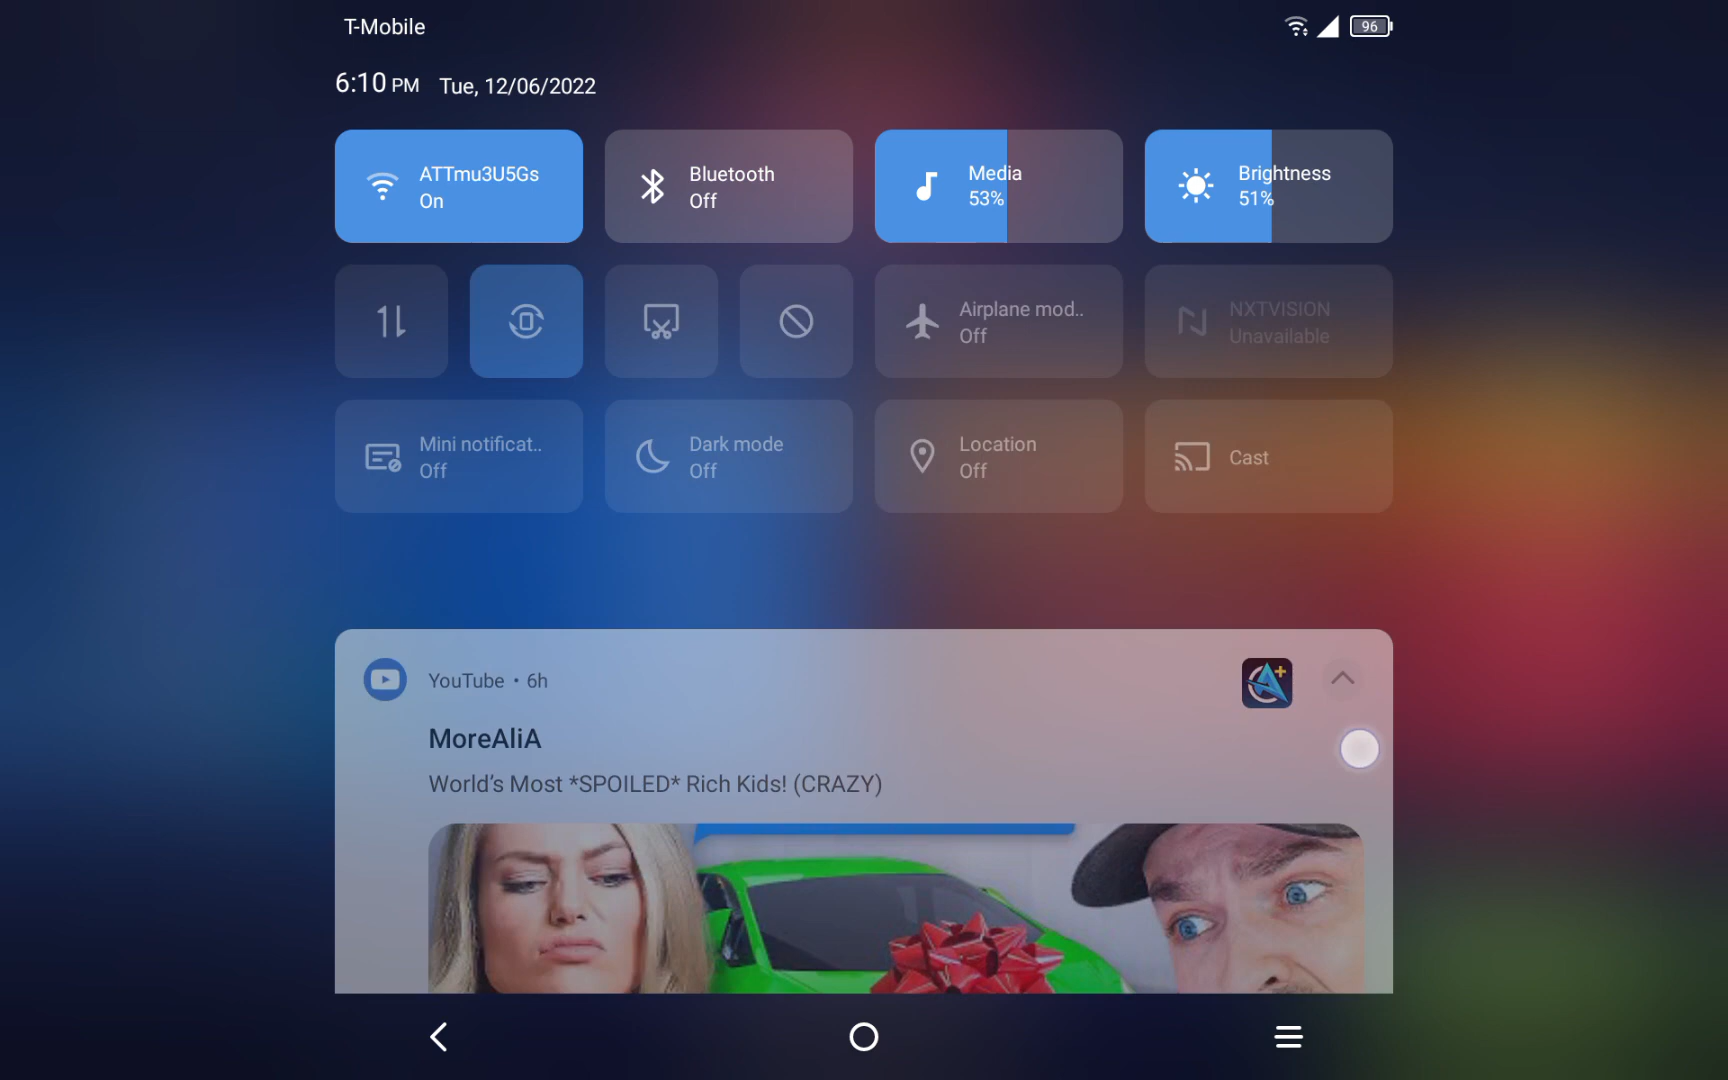 T-Mobile
96
6:10 PM Tue, 12/06/2022
ATTmu3U5Gs
On
Bluetooth
Off
Media
53%
Brightness
51%
Airplane mod..
Off
NXTVISION
Unavailable
Mini notificat..
Off
Dark mode
Off
Location
Off
Cast
YouTube • 6h
MoreAliA
World's Most *SPOILED* Rich Kids! (CRAZY)